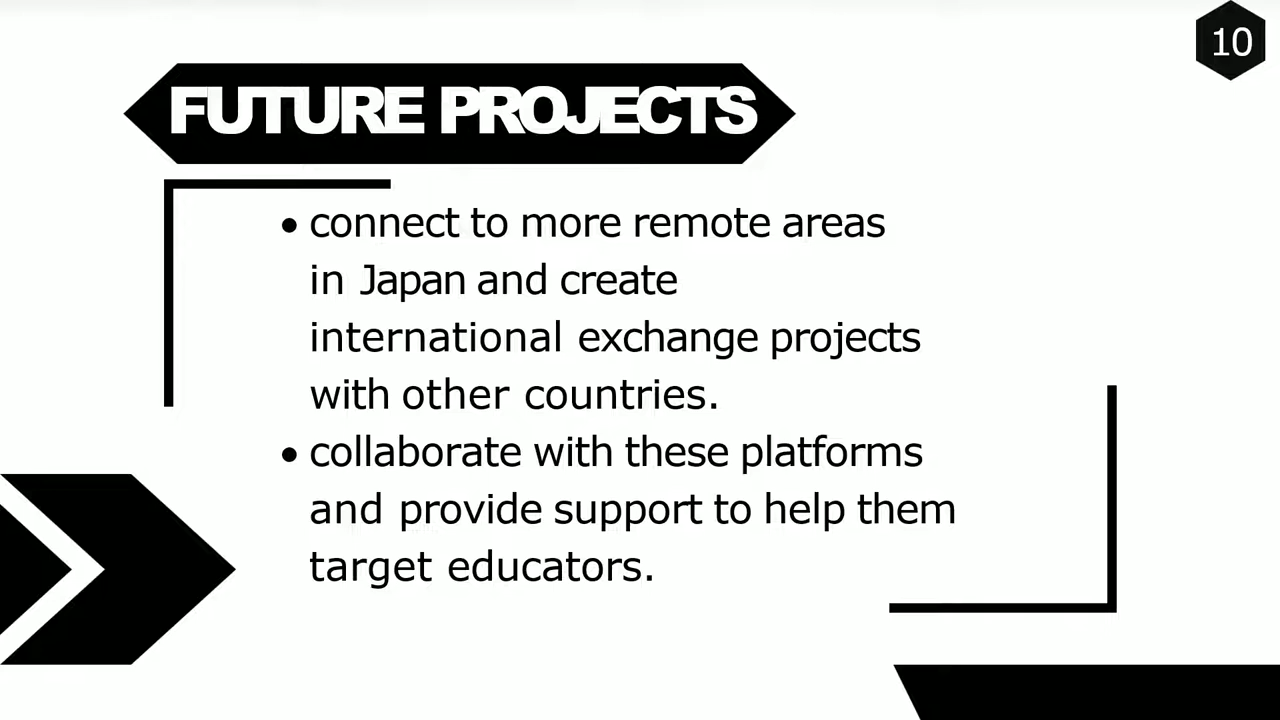 10
FUTURE PROJECTS
• connect to more remote areas
in Japan and create
international exchange projects
with other countries.
• collaborate with these platforms
and provide support to help them
target educators.